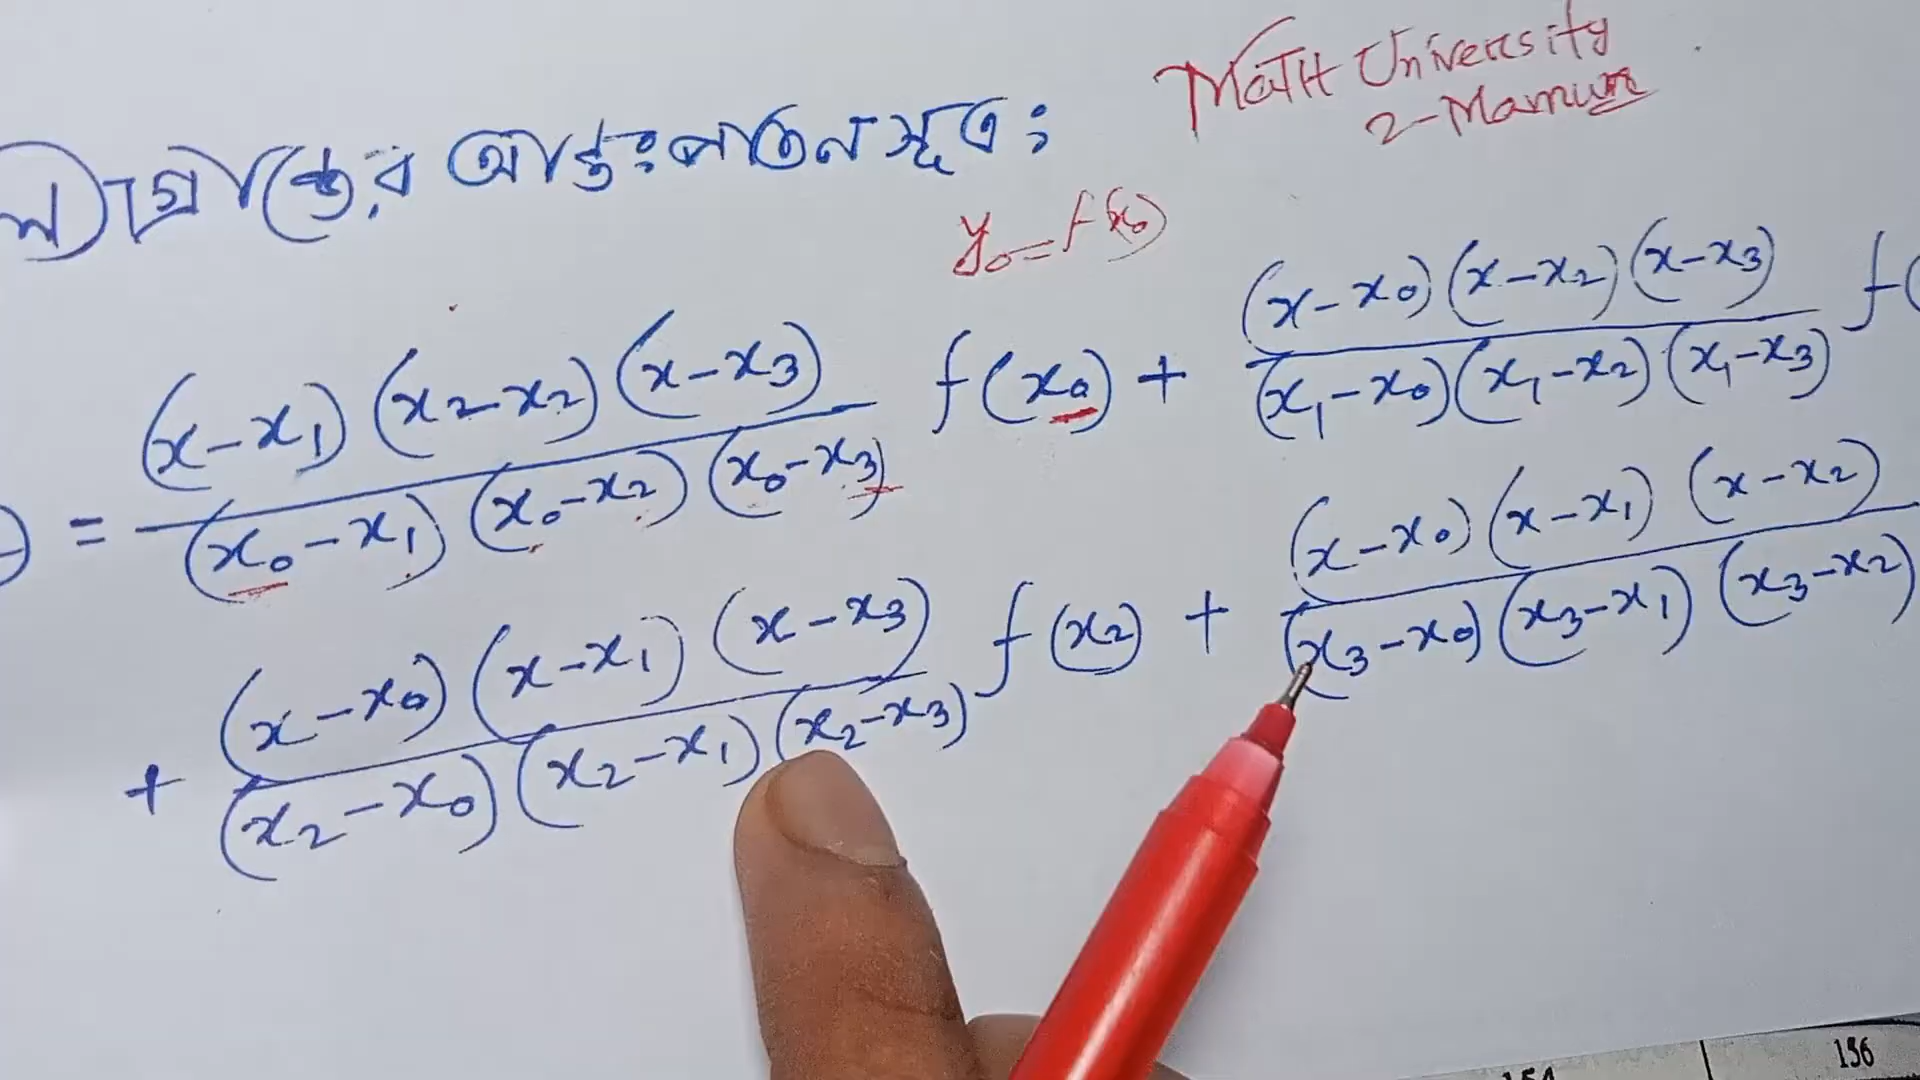 MATH University
2-Mamun
ল্যাগ্রাঞ্জের আন্তঃপাতন সূত্রঃ
y₀=f(x₀)
= (x-x₁)(x₂-x₂)(x-x₃) / (x₀-x₁)(x₀-x₂)(x₀-x₃) f(x₀) + (x-x₀)(x-x₂)(x-x₃) / (x₁-x₀)(x₁-x₂)(x₁-x₃) f(
+ (x-x₀)(x-x₁)(x-x₃) / (x₂-x₀)(x₂-x₁)(x₂-x₃) f(x₂) + (x-x₀)(x-x₁)(x-x₂) / (x₃-x₀)(x₃-x₁)(x₃-x₂)
156